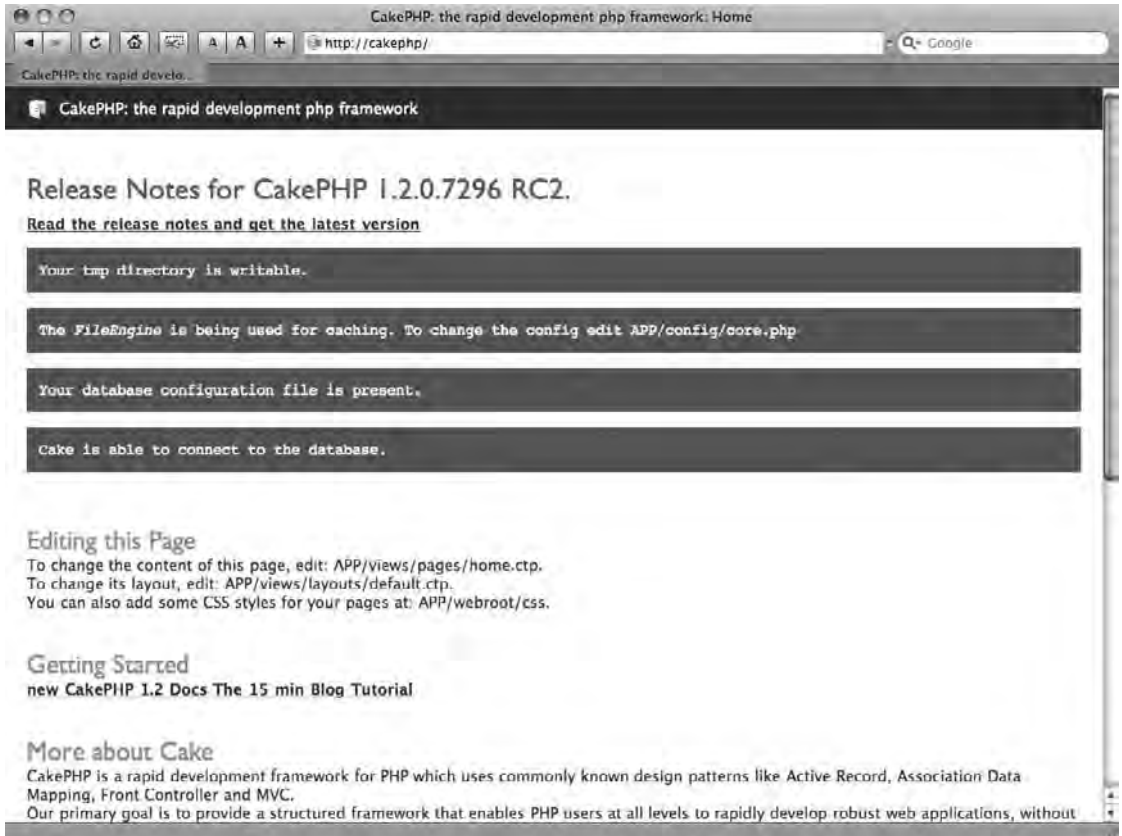 CakePHP: the rapid development php framework: Home
A A + http://cakephp/ Google
CakePHP: the rapid develo...
CakePHP: the rapid development php framework
Release Notes for CakePHP 1.2.0.7296 RC2.
Read the release notes and get the latest version
Your tmp directory is writable.
The FileEngine is being used for caching. To change the config edit APP/config/core.php
Your database configuration file is present.
Cake is able to connect to the database.
Editing this Page
To change the content of this page, edit: APP/views/pages/home.ctp.
To change its layout, edit: APP/views/layouts/default.ctp.
You can also add some CSS styles for your pages at: APP/webroot/css.
Getting Started
new CakePHP 1.2 Docs The 15 min Blog Tutorial
More about Cake
CakePHP is a rapid development framework for PHP which uses commonly known design patterns like Active Record, Association Data
Mapping, Front Controller and MVC.
Our primary goal is to provide a structured framework that enables PHP users at all levels to rapidly develop robust web applications, without